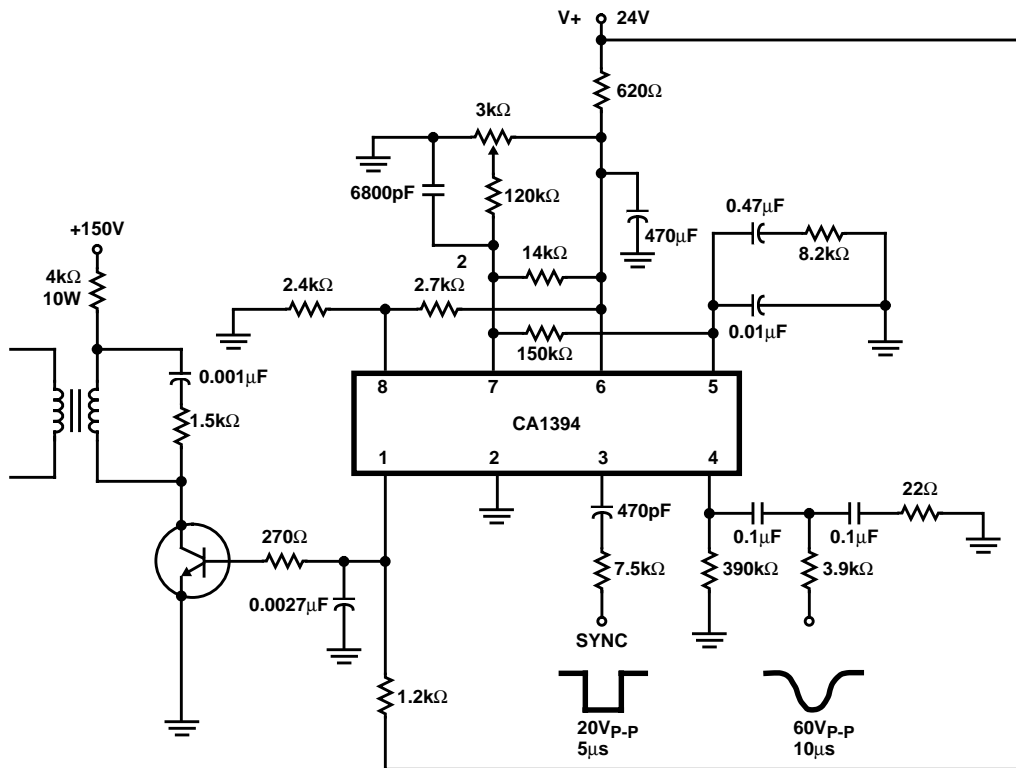 V+ 24V
620Ω
3kΩ
6800pF
120kΩ
470μF
0.47μF
8.2kΩ
+150V
4kΩ
10W
2
14kΩ
2.4kΩ
2.7kΩ
0.01μF
150kΩ
0.001μF
1.5kΩ
8 7 6 5
CA1394
1 2 3 4
470pF
22Ω
270Ω
0.1μF
0.1μF
7.5kΩ
390kΩ
3.9kΩ
0.0027μF
SYNC
1.2kΩ
20VP-P
5μs
60VP-P
10μs